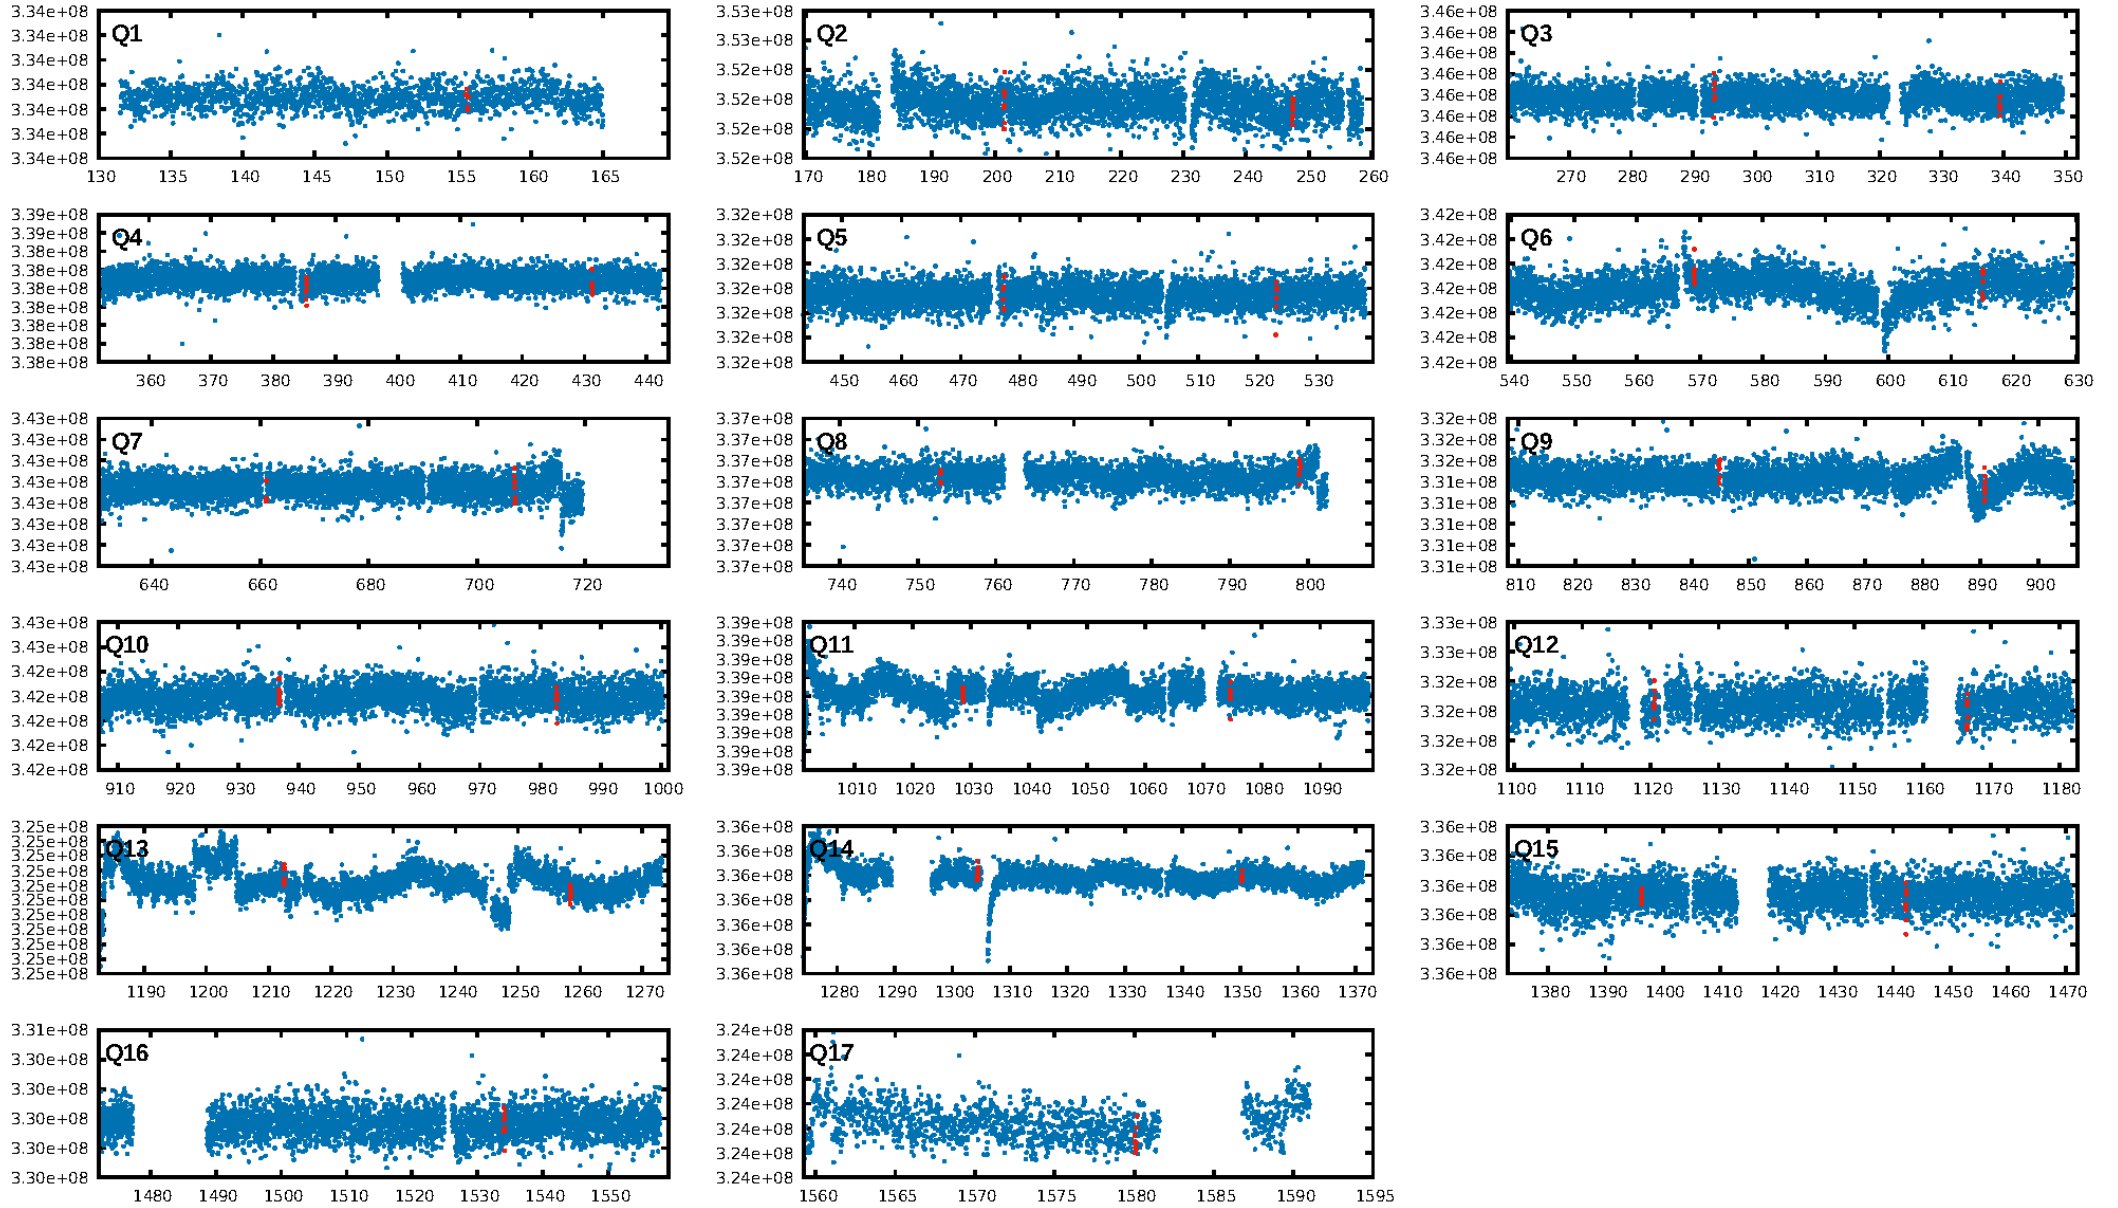 3.34e+08 3.34e+08 3.34e+08 3.34e+08 3.34e+08 3.34e+08 3.34e+08
Q1
130 135 140 145 150 155 160 165
3.53e+08 3.53e+08 3.52e+08 3.52e+08 3.52e+08 3.52e+08
Q2
170 180 190 200 210 220 230 240 250 260
3.46e+08 3.46e+08 3.46e+08 3.46e+08 3.46e+08 3.46e+08 3.46e+08 3.46e+08
Q3
270 280 290 300 310 320 330 340 350
3.39e+08 3.39e+08 3.38e+08 3.38e+08 3.38e+08 3.38e+08 3.38e+08 3.38e+08 3.38e+08
Q4
360 370 380 390 400 410 420 430 440
3.32e+08 3.32e+08 3.32e+08 3.32e+08 3.32e+08 3.32e+08 3.32e+08
Q5
450 460 470 480 490 500 510 520 530
3.42e+08 3.42e+08 3.42e+08 3.42e+08 3.42e+08 3.42e+08 3.42e+08
Q6
540 550 560 570 580 590 600 610 620 630
3.43e+08 3.43e+08 3.43e+08 3.43e+08 3.43e+08 3.43e+08 3.43e+08 3.43e+08
Q7
640 660 680 700 720
3.37e+08 3.37e+08 3.37e+08 3.37e+08 3.37e+08 3.37e+08 3.37e+08 3.37e+08
Q8
740 750 760 770 780 790 800
3.32e+08 3.32e+08 3.32e+08 3.31e+08 3.31e+08 3.31e+08 3.31e+08 3.31e+08
Q9
810 820 830 840 850 860 870 880 890 900
3.43e+08 3.43e+08 3.42e+08 3.42e+08 3.42e+08 3.42e+08 3.42e+08
Q10
910 920 930 940 950 960 970 980 990 1000
3.39e+08 3.39e+08 3.39e+08 3.39e+08 3.39e+08 3.39e+08 3.39e+08 3.39e+08 3.39e+08
Q11
1010 1020 1030 1040 1050 1060 1070 1080 1090
3.33e+08 3.33e+08 3.32e+08 3.32e+08 3.32e+08 3.32e+08
Q12
1100 1110 1120 1130 1140 1150 1160 1170 1180
3.25e+08 3.25e+08 3.25e+08 3.25e+08 3.25e+08 3.25e+08 3.25e+08 3.25e+08 3.25e+08 3.25e+08 3.25e+08
Q13
1190 1200 1210 1220 1230 1240 1250 1260 1270
3.36e+08 3.36e+08 3.36e+08 3.36e+08 3.36e+08 3.36e+08 3.36e+08
Q14
1280 1290 1300 1310 1320 1330 1340 1350 1360 1370
3.36e+08 3.36e+08 3.36e+08 3.36e+08 3.36e+08 3.36e+08
Q15
1380 1390 1400 1410 1420 1430 1440 1450 1460 1470
3.31e+08 3.30e+08 3.30e+08 3.30e+08 3.30e+08 3.30e+08
Q16
1480 1490 1500 1510 1520 1530 1540 1550
3.24e+08 3.24e+08 3.24e+08 3.24e+08 3.24e+08 3.24e+08 3.24e+08
Q17
1560 1565 1570 1575 1580 1585 1590 1595